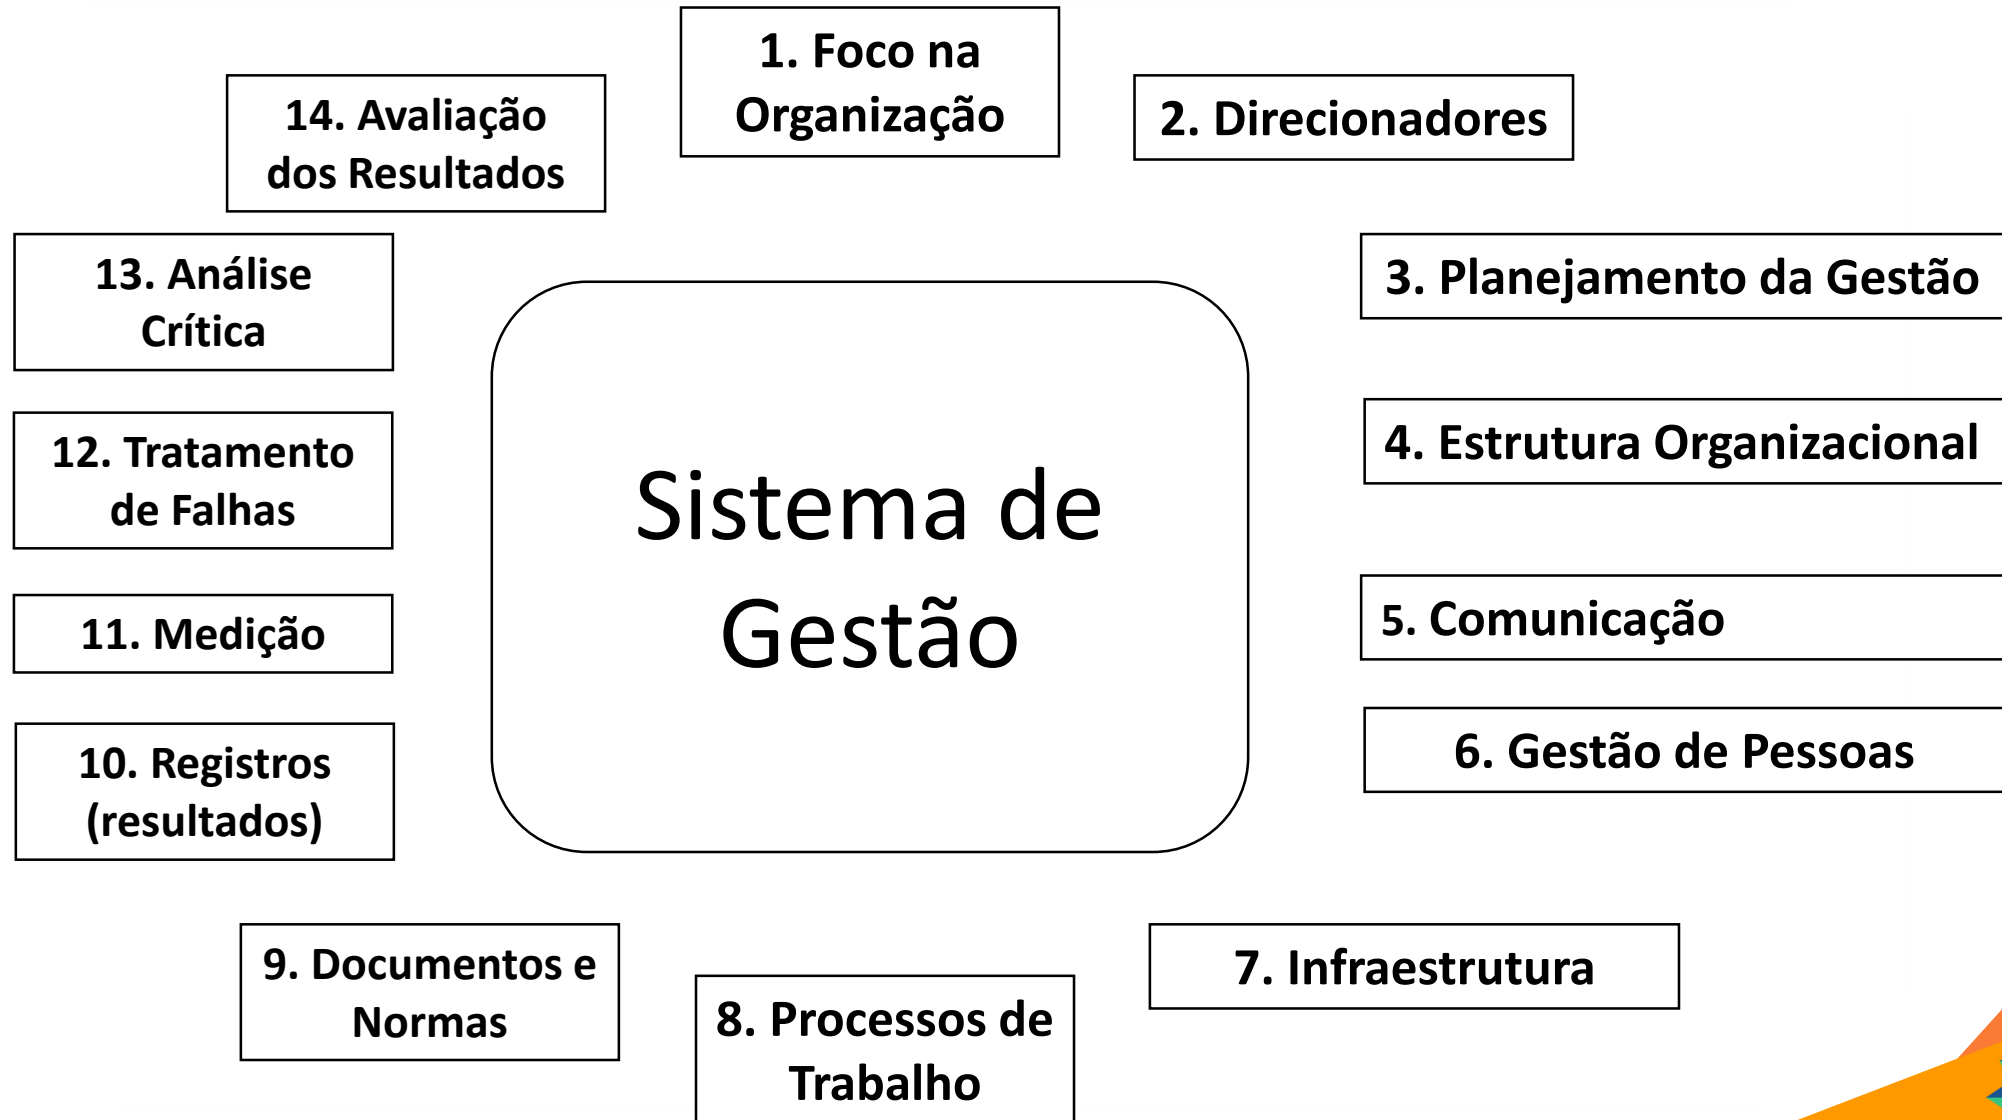 1. Foco na
Organização
2. Direcionadores
3. Planejamento da Gestão
4. Estrutura Organizacional
5. Comunicação
6. Gestão de Pessoas
7. Infraestrutura
8. Processos de
Trabalho
9. Documentos e
Normas
10. Registros
(resultados)
11. Medição
12. Tratamento
de Falhas
13. Análise
Crítica
14. Avaliação
dos Resultados
Sistema de
Gestão